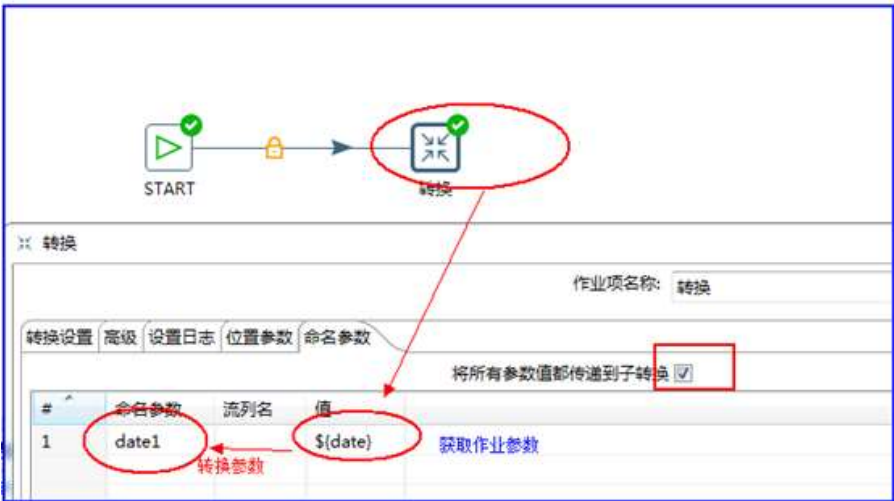 START
转换
转换
作业项名称: 转换
转换设置 高级 设置日志 位置参数 命名参数
将所有参数值都传递到子转换
# 命名参数 流列名 值
1 date1 ${date} 获取作业参数
转换参数